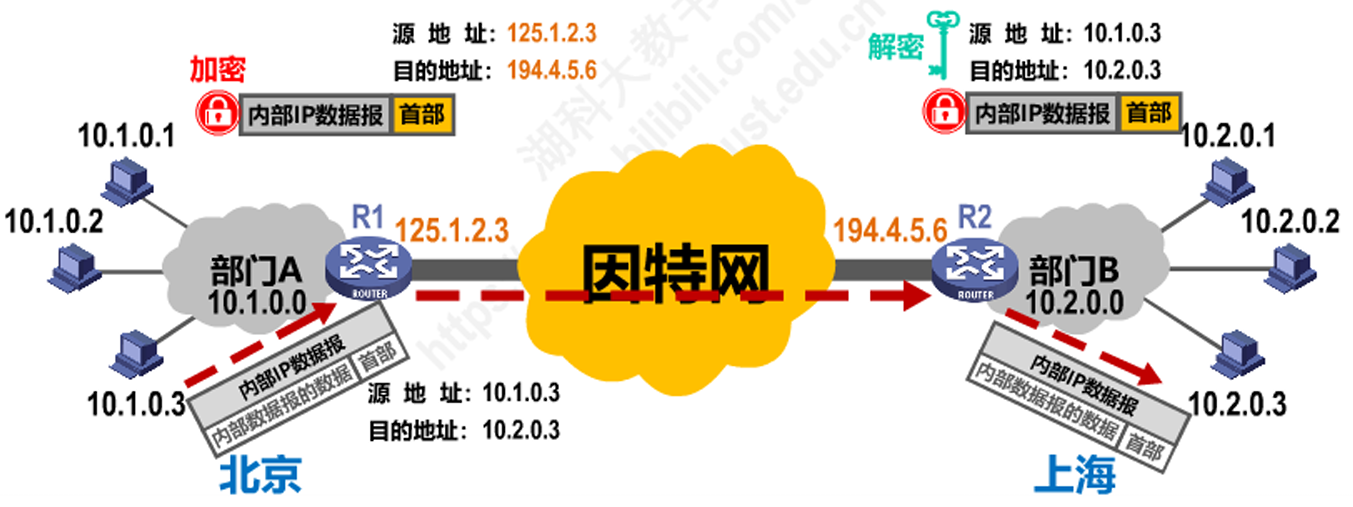 源 地 址：125.1.2.3
目的地址：194.4.5.6
加密
内部IP数据报 首部
解密
源 地 址：10.1.0.3
目的地址：10.2.0.3
内部IP数据报 首部
10.1.0.1
10.1.0.2
10.1.0.3
部门A
10.1.0.0
R1
ROUTER
125.1.2.3
因特网
194.4.5.6
R2
ROUTER
部门B
10.2.0.0
10.2.0.1
10.2.0.2
10.2.0.3
内部IP数据报
内部数据报的数据 首部
源 地 址：10.1.0.3
目的地址：10.2.0.3
北京
内部IP数据报
内部数据报的数据 首部
上海
湖科大教书